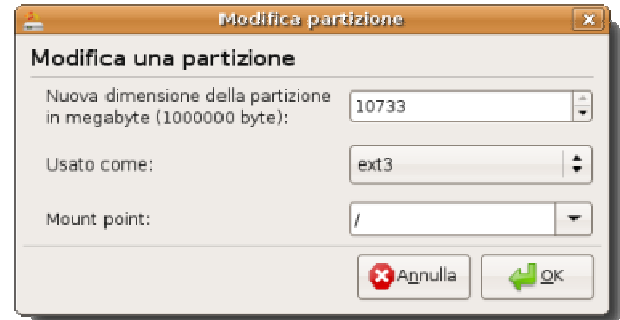 Modifica partizione
Modifica una partizione
Nuova dimensione della partizione
in megabyte (1000000 byte):
10733
Usato come:
ext3
Mount point:
/
Annulla
OK